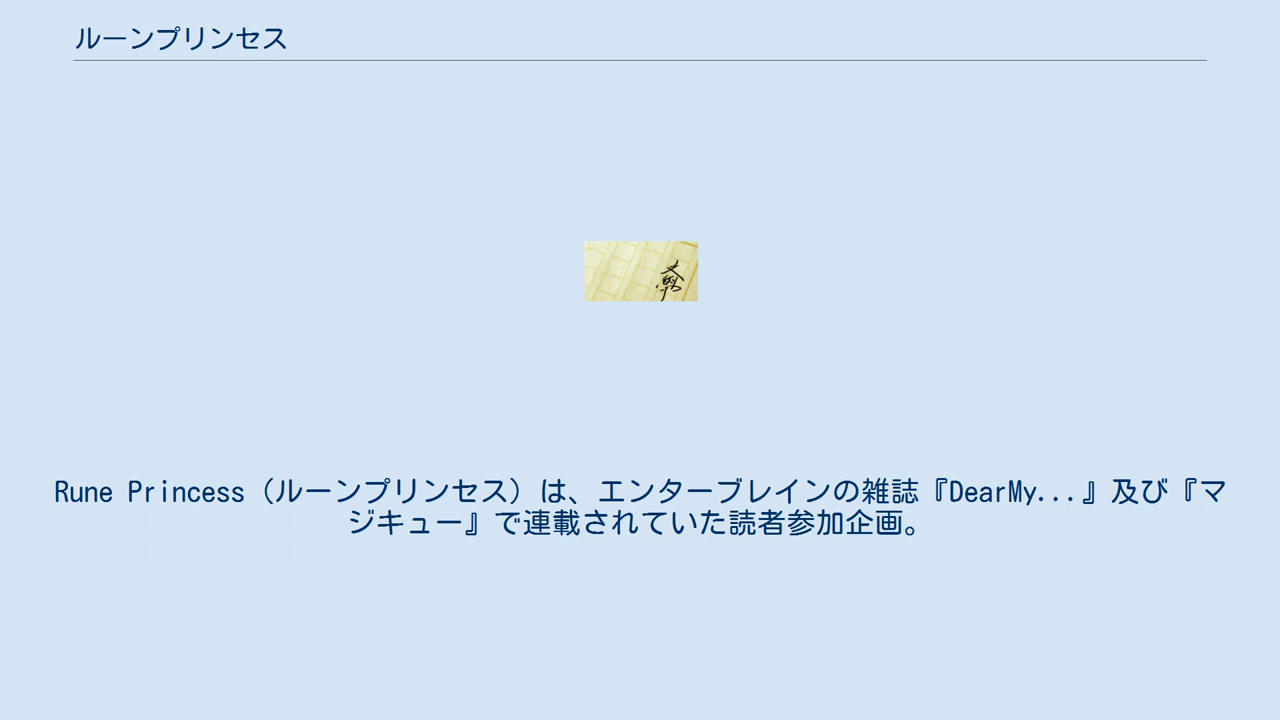 ルーンプリンセス
Rune Princess（ルーンプリンセス）は、エンターブレインの雑誌『DearMy...』及び『マ
ジキュー』で連載されていた読者参加企画。